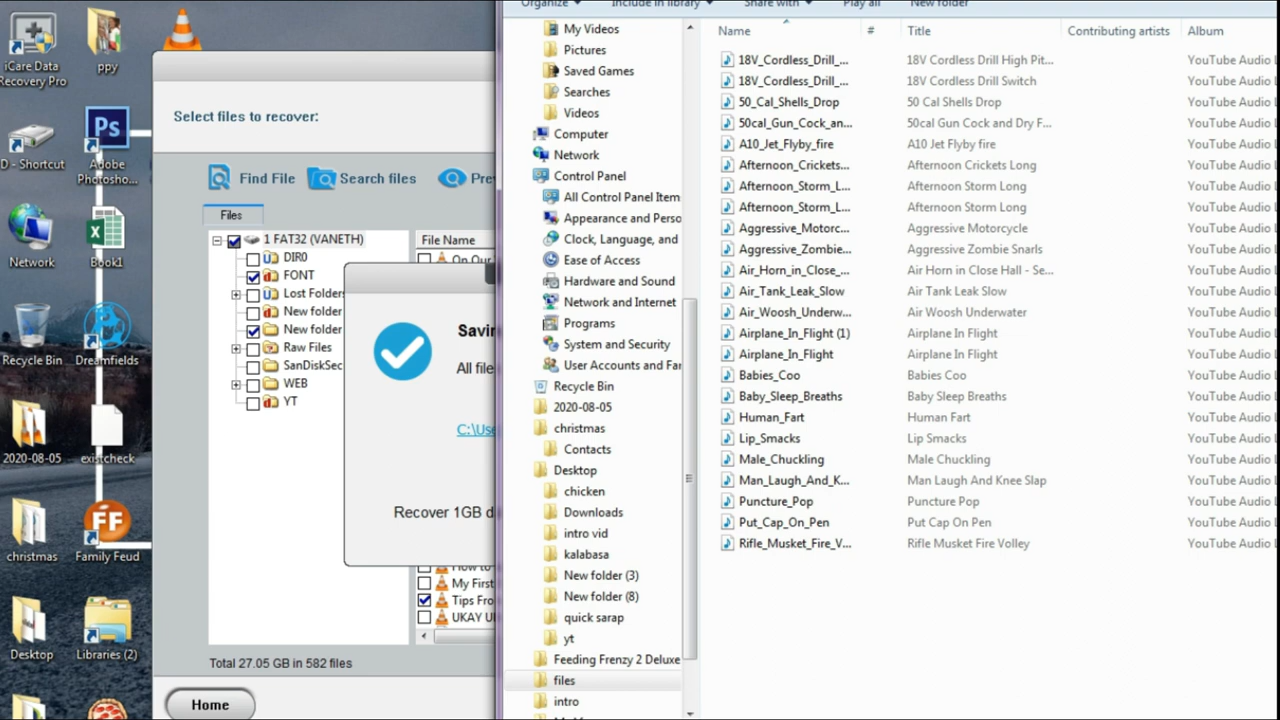 iCare Data
Recovery Pro
ppy
D - Shortcut
Ps
Adobe
Photosho...
Network
Book1
Recycle Bin
Dreamfields
2020-08-05
existcheck
christmas
FF
Family Feud
Desktop
Libraries (2)
Select files to recover:
Find File
Search files
Files
1 FAT32 (VANETH)
DIR0
FONT
Lost Folders
New folder
New folder
Raw Files
SanDiskSec
WEB
YT
File Name
On Our
My First
Tips Fro
UKAY U
All file
C:\Use
Recover 1GB d
Total 27.05 GB in 582 files
Home
Organize
Include in library
Share with
Play all
New folder
My Videos
Pictures
Saved Games
Searches
Videos
Computer
Network
Control Panel
All Control Panel Items
Appearance and Perso
Clock, Language, and
Ease of Access
Hardware and Sound
Network and Internet
Programs
System and Security
User Accounts and Far
Recycle Bin
2020-08-05
christmas
Contacts
Desktop
chicken
Downloads
intro vid
kalabasa
New folder (3)
New folder (8)
quick sarap
yt
Feeding Frenzy 2 Deluxe
files
intro
Name # Title Contributing artists Album
18V_Cordless_Drill_... 18V Cordless Drill High Pit... YouTube Audio L
18V_Cordless_Drill_... 18V Cordless Drill Switch YouTube Audio L
50_Cal_Shells_Drop 50 Cal Shells Drop YouTube Audio L
50cal_Gun_Cock_an... 50cal Gun Cock and Dry F... YouTube Audio L
A10_Jet_Flyby_fire A10 Jet Flyby fire YouTube Audio L
Afternoon_Crickets... Afternoon Crickets Long YouTube Audio L
Afternoon_Storm_L... Afternoon Storm Long YouTube Audio L
Afternoon_Storm_L... Afternoon Storm Long YouTube Audio L
Aggressive_Motorc... Aggressive Motorcycle YouTube Audio L
Aggressive_Zombie... Aggressive Zombie Snarls YouTube Audio L
Air_Horn_in_Close_... Air Horn in Close Hall - Se... YouTube Audio L
Air_Tank_Leak_Slow Air Tank Leak Slow YouTube Audio L
Air_Woosh_Underw... Air Woosh Underwater YouTube Audio L
Airplane_In_Flight (1) Airplane In Flight YouTube Audio L
Airplane_In_Flight Airplane In Flight YouTube Audio L
Babies_Coo Babies Coo YouTube Audio L
Baby_Sleep_Breaths Baby Sleep Breaths YouTube Audio L
Human_Fart Human Fart YouTube Audio L
Lip_Smacks Lip Smacks YouTube Audio L
Male_Chuckling Male Chuckling YouTube Audio L
Man_Laugh_And_K... Man Laugh And Knee Slap YouTube Audio L
Puncture_Pop Puncture Pop YouTube Audio L
Put_Cap_On_Pen Put Cap On Pen YouTube Audio L
Rifle_Musket_Fire_V... Rifle Musket Fire Volley YouTube Audio L